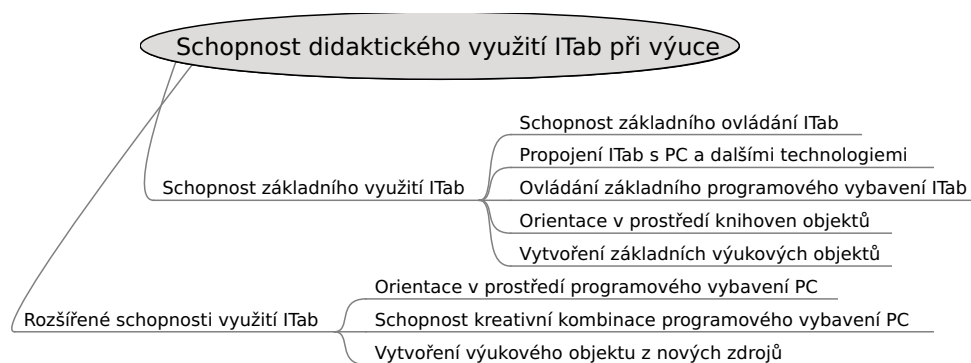 Schopnost didaktického využití ITab při výuce
Schopnost základního využití ITab
Schopnost základního ovládání ITab
Propojení ITab s PC a dalšími technologiemi
Ovládání základního programového vybavení ITab
Orientace v prostředí knihoven objektů
Vytvoření základních výukových objektů
Rozšířené schopnosti využití ITab
Orientace v prostředí programového vybavení PC
Schopnost kreativní kombinace programového vybavení PC
Vytvoření výukového objektu z nových zdrojů